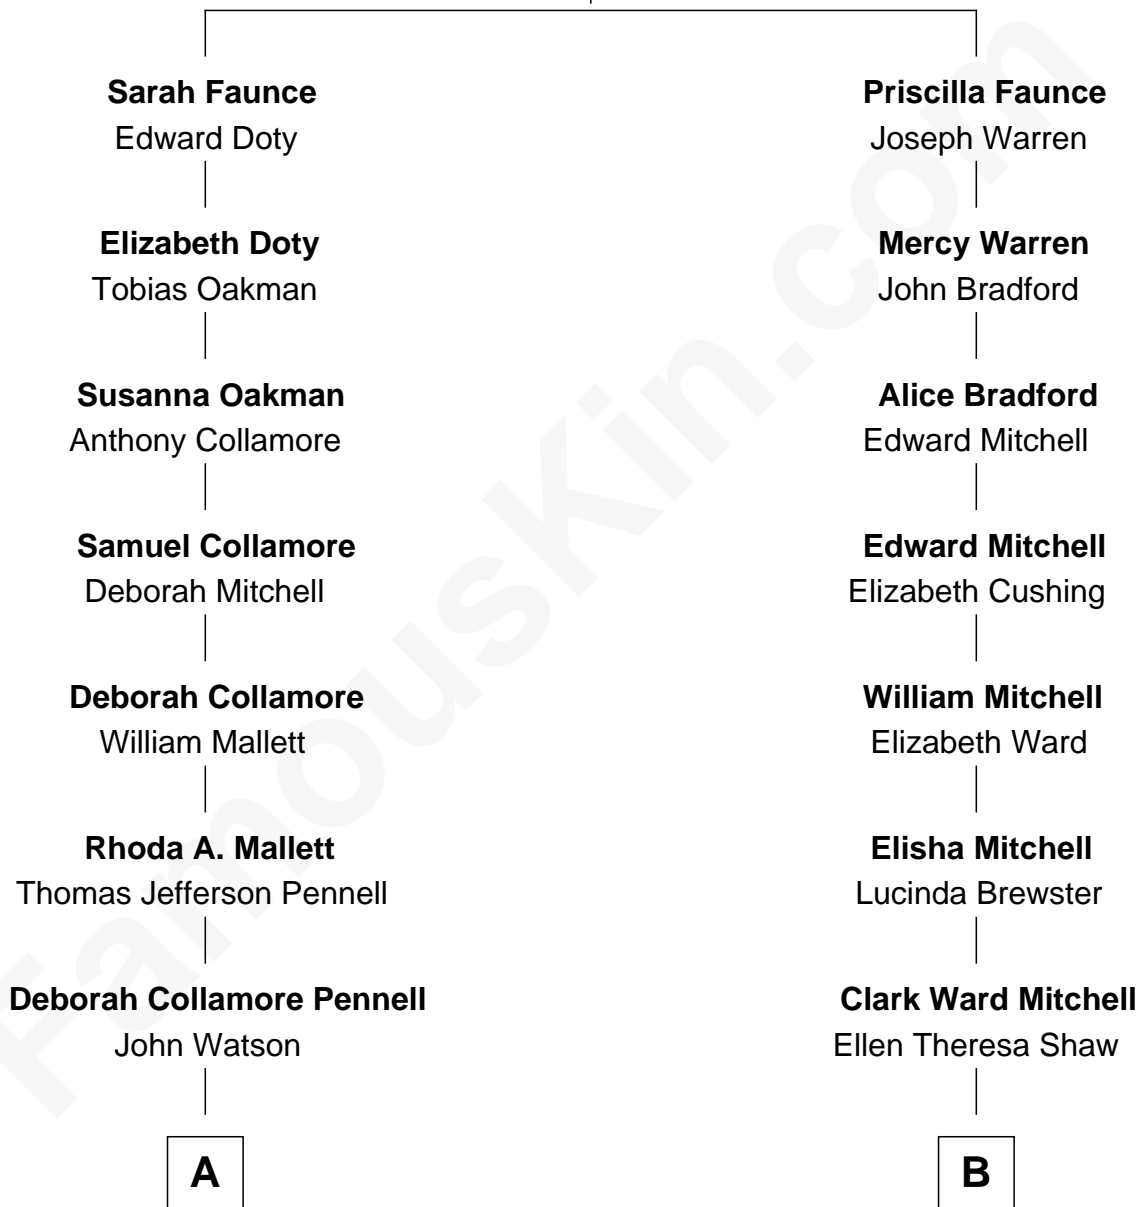 Sarah Faunce
Edward Doty
Priscilla Faunce
Joseph Warren
Elizabeth Doty
Tobias Oakman
Mercy Warren
John Bradford
Susanna Oakman
Anthony Collamore
Alice Bradford
Edward Mitchell
Samuel Collamore
Deborah Mitchell
Edward Mitchell
Elizabeth Cushing
Deborah Collamore
William Mallett
William Mitchell
Elizabeth Ward
Rhoda A. Mallett
Thomas Jefferson Pennell
Elisha Mitchell
Lucinda Brewster
Deborah Collamore Pennell
John Watson
Clark Ward Mitchell
Ellen Theresa Shaw
A
B
FamousKin.com